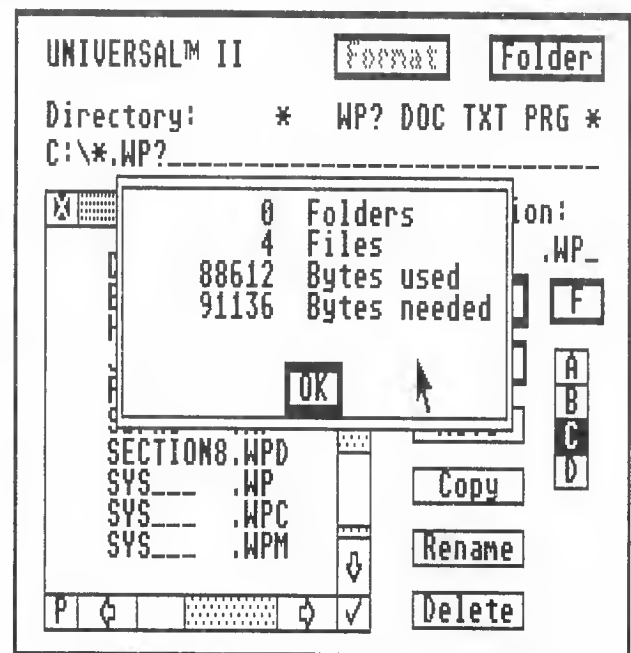 UNIVERSAL™ II Format Folder
Directory: * WP? DOC TXT PRG *
C:\*.WP?
0 Folders
4 Files
88612 Bytes used
91136 Bytes needed
OK
ion:
.WP_
F
A
B
C
D
SECTION8.WPD
SYS___ .WP
SYS___ .WPC
SYS___ .WPM
Copy
Rename
Delete
P